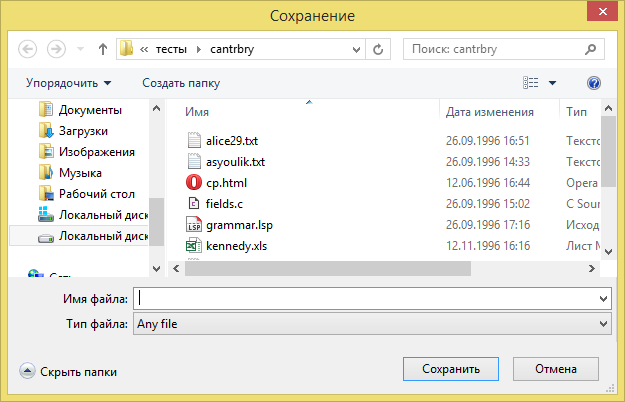 Сохранение
« тесты cantrbry
Поиск: cantrbry
Упорядочить Создать папку
Документы
Загрузки
Изображения
Музыка
Рабочий стол
Локальный диск
Локальный диск
Имя Дата изменения Тип
alice29.txt 26.09.1996 16:51 Тексто
asyoulik.txt 26.09.1996 14:33 Тексто
cp.html 12.06.1996 16:44 Opera
fields.c 26.09.1996 15:02 C Sour
LSP grammar.lsp 26.09.1996 17:16 Исход
kennedy.xls 12.11.1996 16:16 Лист M
Имя файла:
Тип файла: Any file
Скрыть папки
Сохранить Отмена